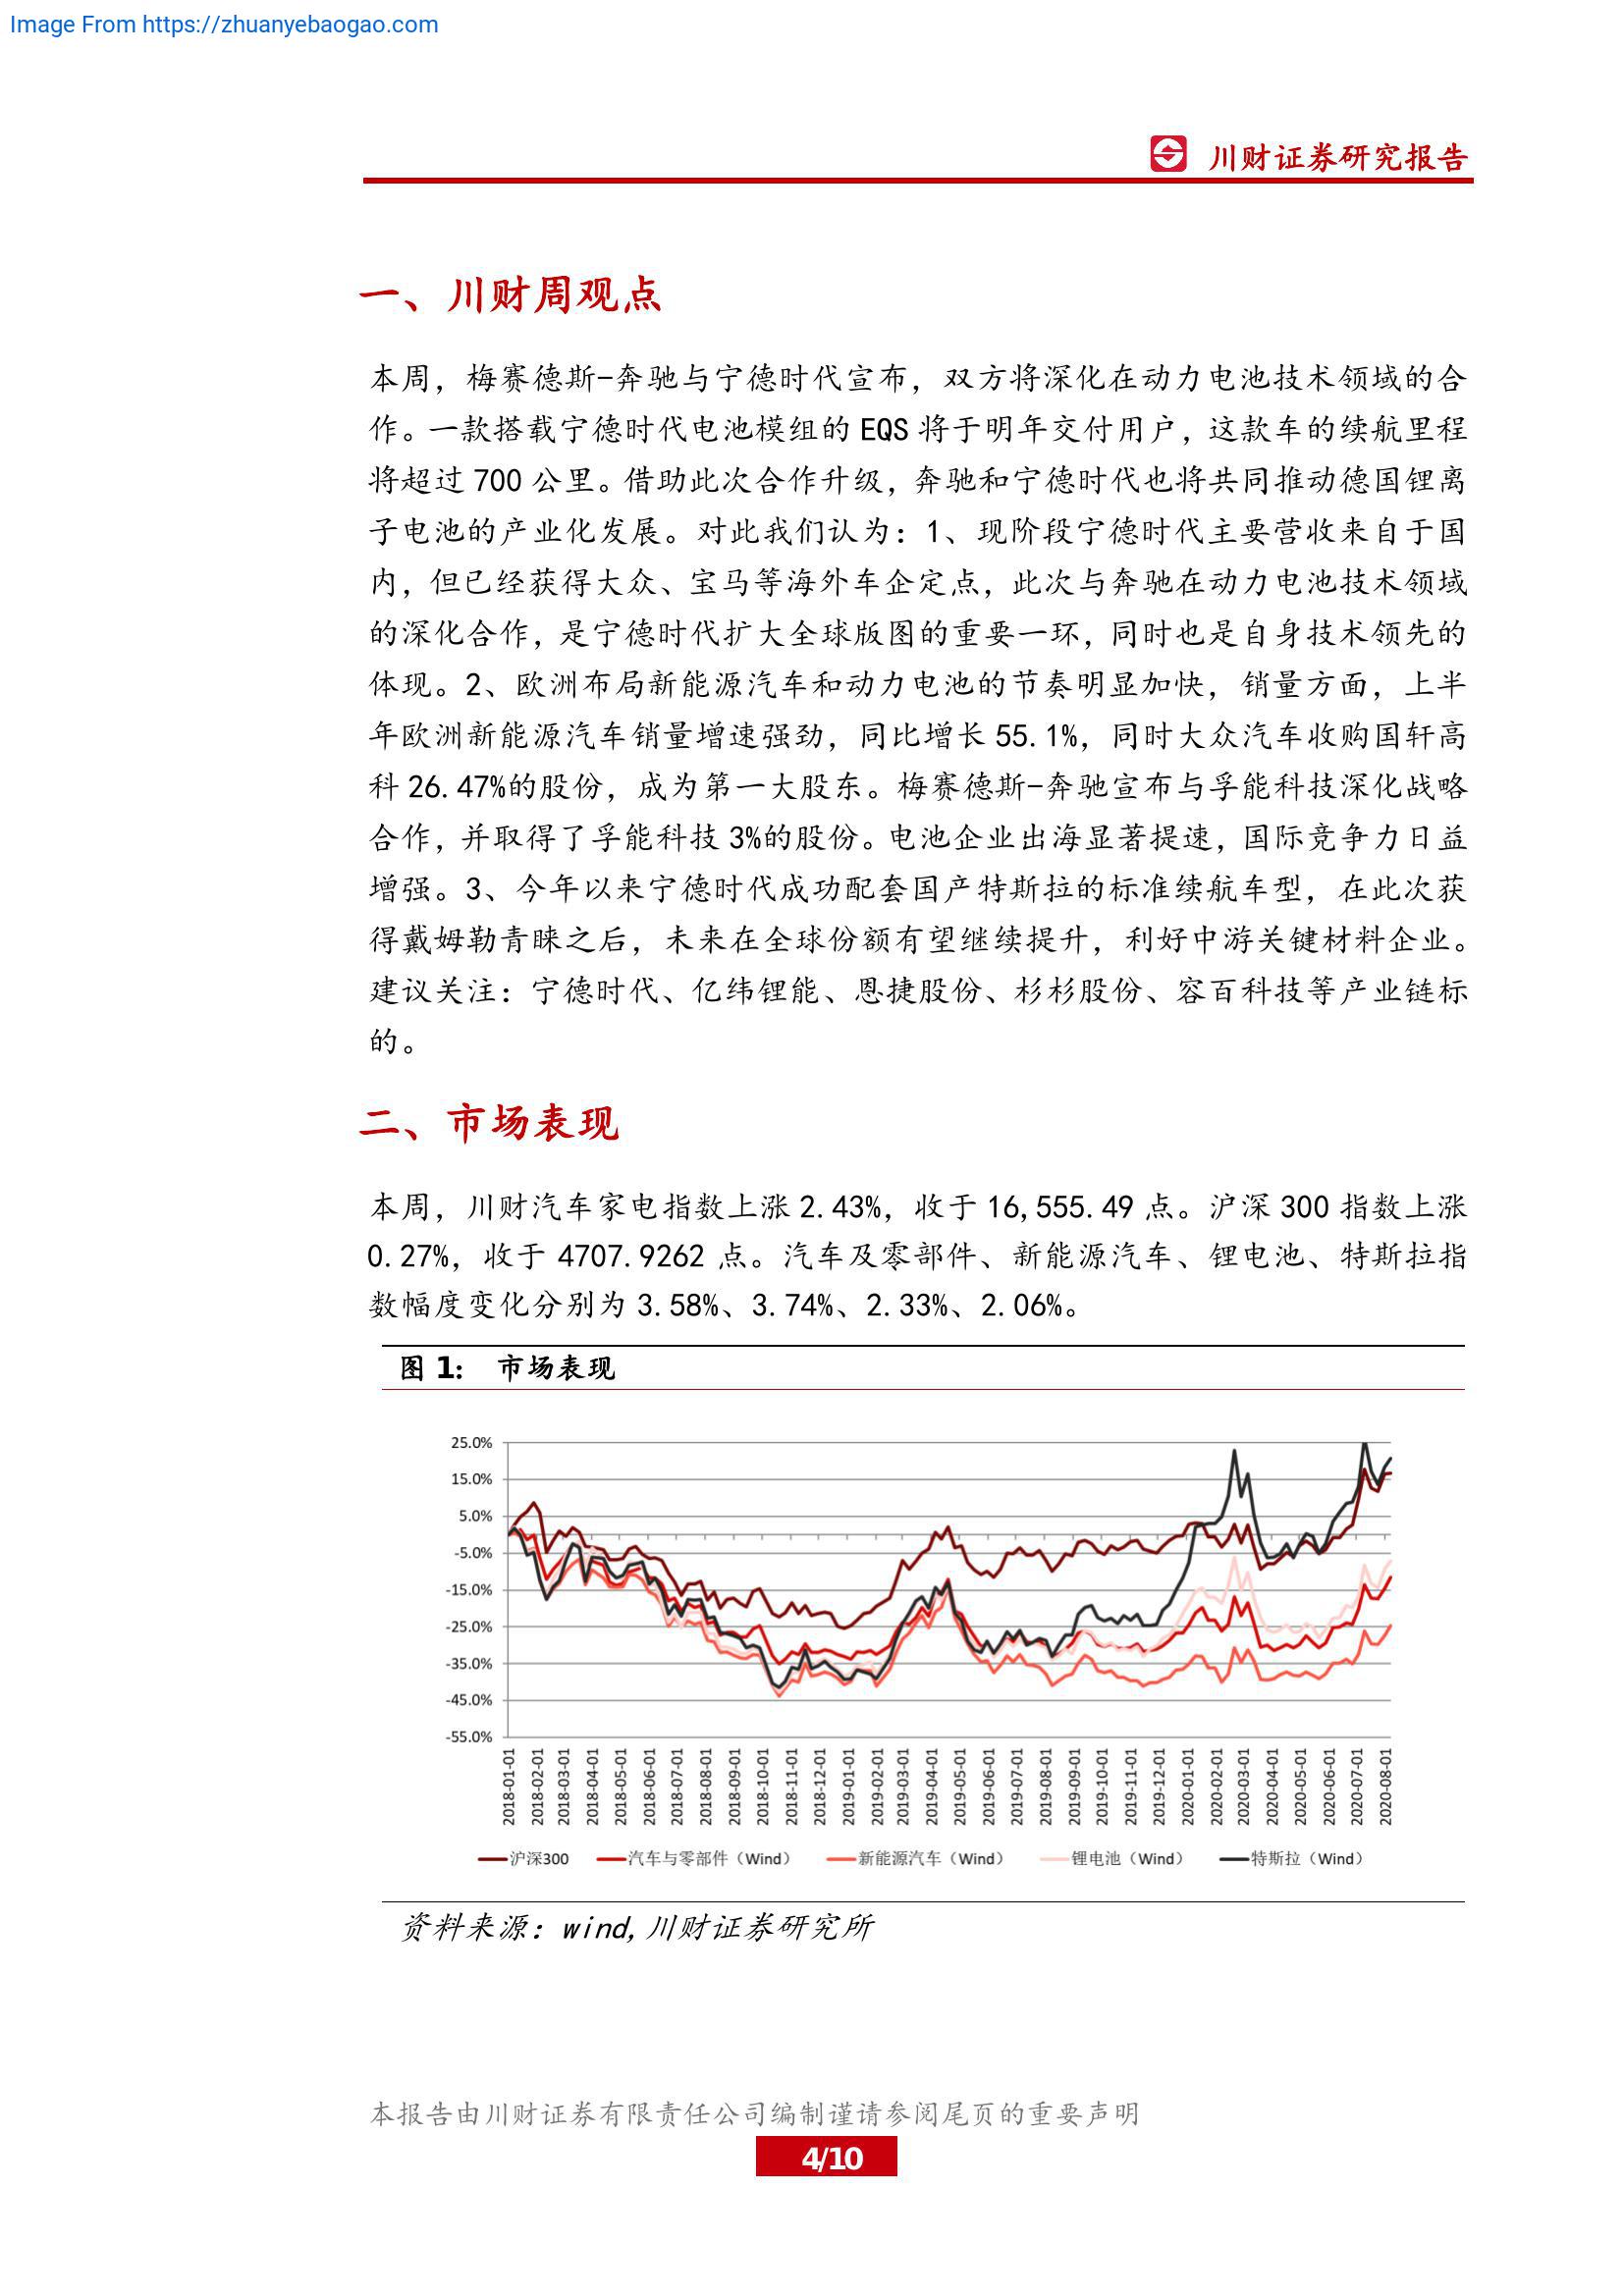 Image From https://zhuanyebaogao.com
川财证券研究报告
一、川财周观点
本周，梅赛德斯-奔驰与宁德时代宣布，双方将深化在动力电池技术领域的合
作。一款搭载宁德时代电池模组的 EQS 将于明年交付用户，这款车的续航里程
将超过 700 公里。借助此次合作升级，奔驰和宁德时代也将共同推动德国锂离
子电池的产业化发展。对此我们认为：1、现阶段宁德时代主要营收来自于国
内，但已经获得大众、宝马等海外车企定点，此次与奔驰在动力电池技术领域
的深化合作，是宁德时代扩大全球版图的重要一环，同时也是自身技术领先的
体现。2、欧洲布局新能源汽车和动力电池的节奏明显加快，销量方面，上半
年欧洲新能源汽车销量增速强劲，同比增长 55.1%，同时大众汽车收购国轩高
科 26.47%的股份，成为第一大股东。梅赛德斯-奔驰宣布与孚能科技深化战略
合作，并取得了孚能科技 3%的股份。电池企业出海显著提速，国际竞争力日益
增强。3、今年以来宁德时代成功配套国产特斯拉的标准续航车型，在此次获
得戴姆勒青睐之后，未来在全球份额有望继续提升，利好中游关键材料企业。
建议关注：宁德时代、亿纬锂能、恩捷股份、杉杉股份、容百科技等产业链标
的。
二、市场表现
本周，川财汽车家电指数上涨 2.43%，收于 16,555.49 点。沪深 300 指数上涨
0.27%，收于 4707.9262 点。汽车及零部件、新能源汽车、锂电池、特斯拉指
数幅度变化分别为 3.58%、3.74%、2.33%、2.06%。
图 1： 市场表现
25.0%
15.0%
5.0%
-5.0%
-15.0%
-25.0%
-35.0%
-45.0%
-55.0%
2018-01-01
2018-02-01
2018-03-01
2018-04-01
2018-05-01
2018-06-01
2018-07-01
2018-08-01
2018-09-01
2018-10-01
2018-11-01
2018-12-01
2019-01-01
2019-02-01
2019-03-01
2019-04-01
2019-05-01
2019-06-01
2019-07-01
2019-08-01
2019-09-01
2019-10-01
2019-11-01
2019-12-01
2020-01-01
2020-02-01
2020-03-01
2020-04-01
2020-05-01
2020-06-01
2020-07-01
2020-08-01
沪深300 汽车与零部件（Wind） 新能源汽车（Wind） 锂电池（Wind） 特斯拉（Wind）
资料来源：wind,川财证券研究所
本报告由川财证券有限责任公司编制谨请参阅尾页的重要声明
4/10